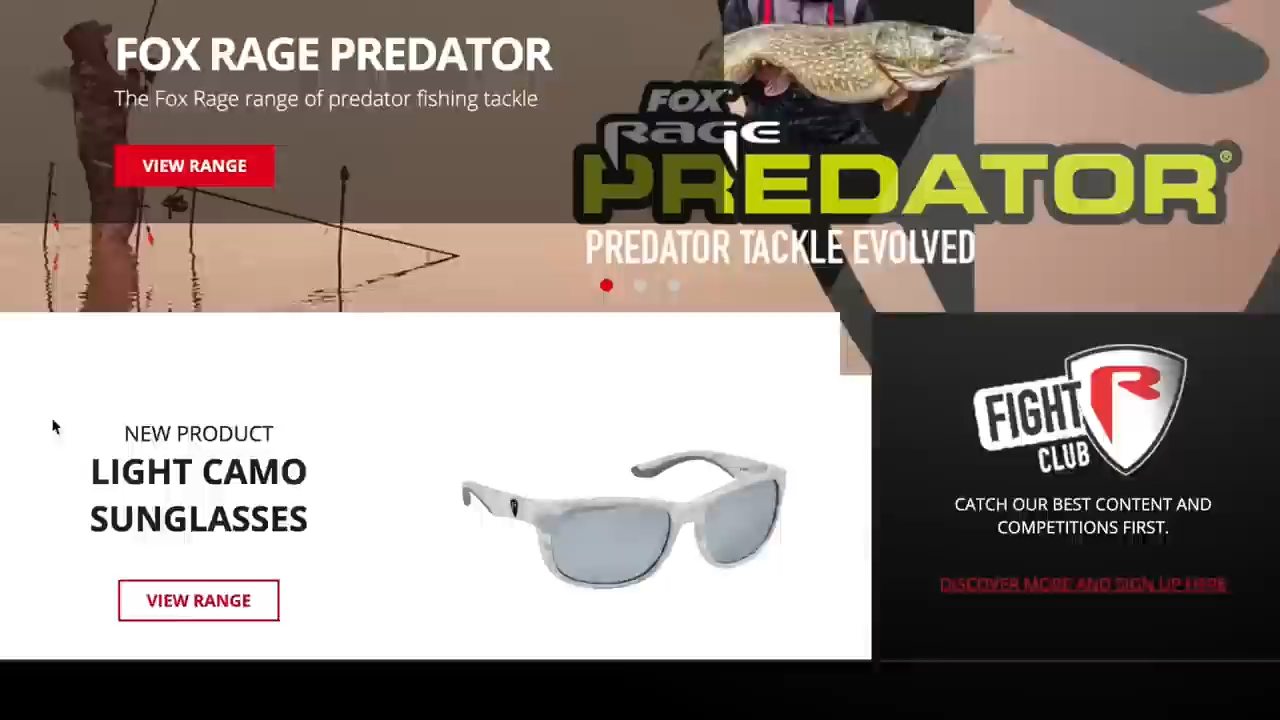 FOX RAGE PREDATOR
The Fox Rage range of predator fishing tackle
VIEW RANGE
FOX
RAGE
PREDATOR®
PREDATOR TACKLE EVOLVED
NEW PRODUCT
LIGHT CAMO
SUNGLASSES
VIEW RANGE
FIGHT
CLUB
R
CATCH OUR BEST CONTENT AND
COMPETITIONS FIRST.
DISCOVER MORE AND SIGN UP HERE